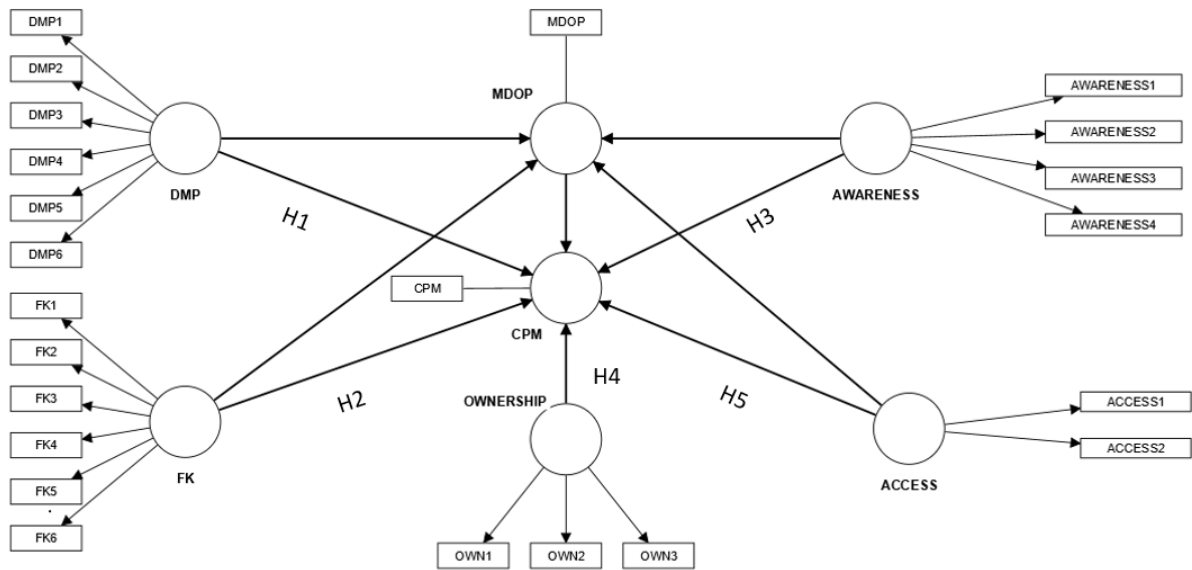 DMP1
DMP2
DMP3
DMP4
DMP5
DMP6
DMP
MDOP
MDOP
AWARENESS1
AWARENESS2
AWARENESS3
AWARENESS4
AWARENESS
H1
H3
CPM
CPM
FK1
FK2
FK3
FK4
FK5
FK6
FK
H2
H4
H5
OWNERSHIP
OWN1
OWN2
OWN3
ACCESS1
ACCESS2
ACCESS